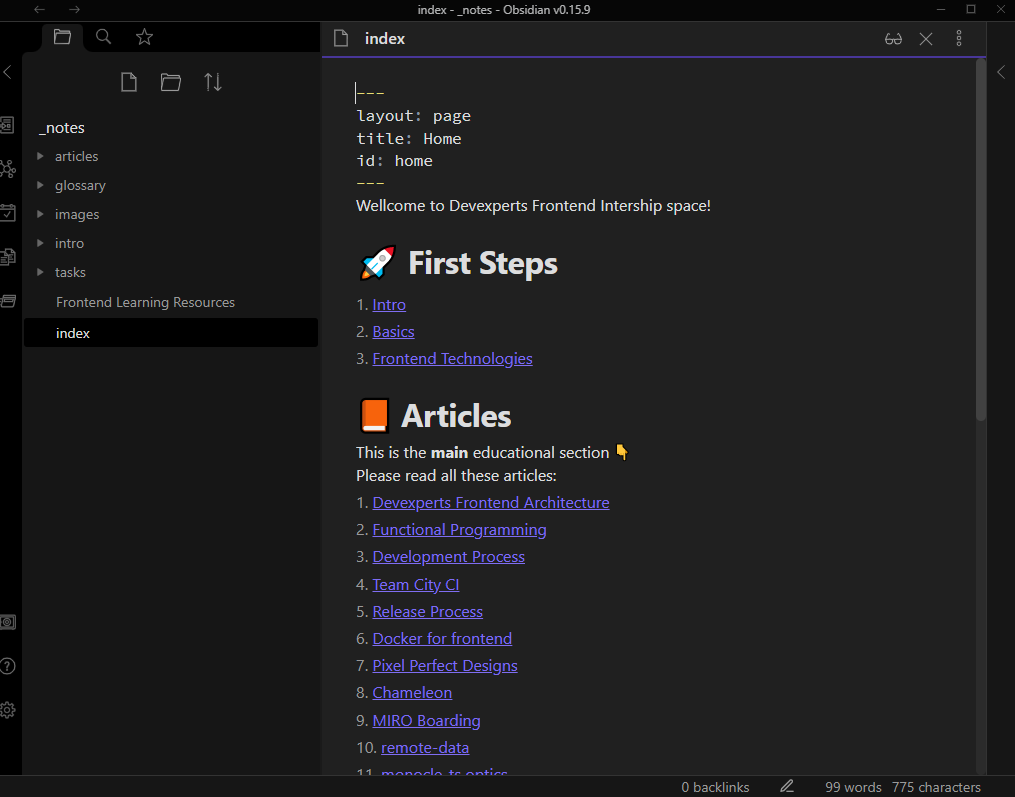 index - _notes - Obsidian v0.15.9
index
_notes
articles
glossary
images
intro
tasks
Frontend Learning Resources
index
---
layout: page
title: Home
id: home
---
Wellcome to Devexperts Frontend Intership space!
🚀 First Steps
1. Intro
2. Basics
3. Frontend Technologies
📙 Articles
This is the main educational section 👇
Please read all these articles:
1. Devexperts Frontend Architecture
2. Functional Programming
3. Development Process
4. Team City CI
5. Release Process
6. Docker for frontend
7. Pixel Perfect Designs
8. Chameleon
9. MIRO Boarding
10. remote-data
11. monocle-ts optics
0 backlinks
99 words 775 characters